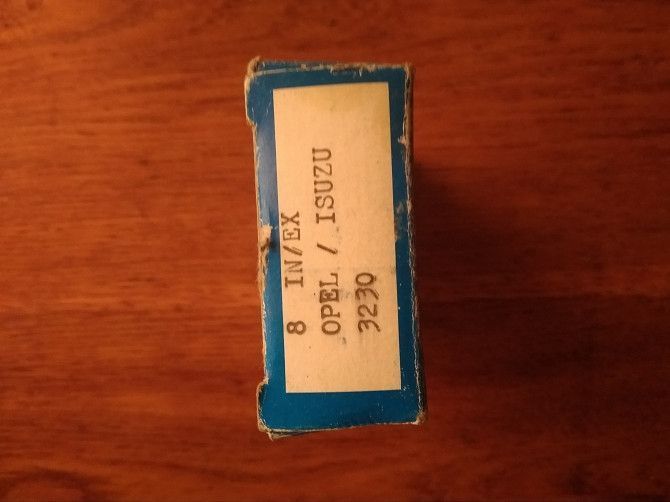 8 IN/EX
OPEL / ISUZU
3230